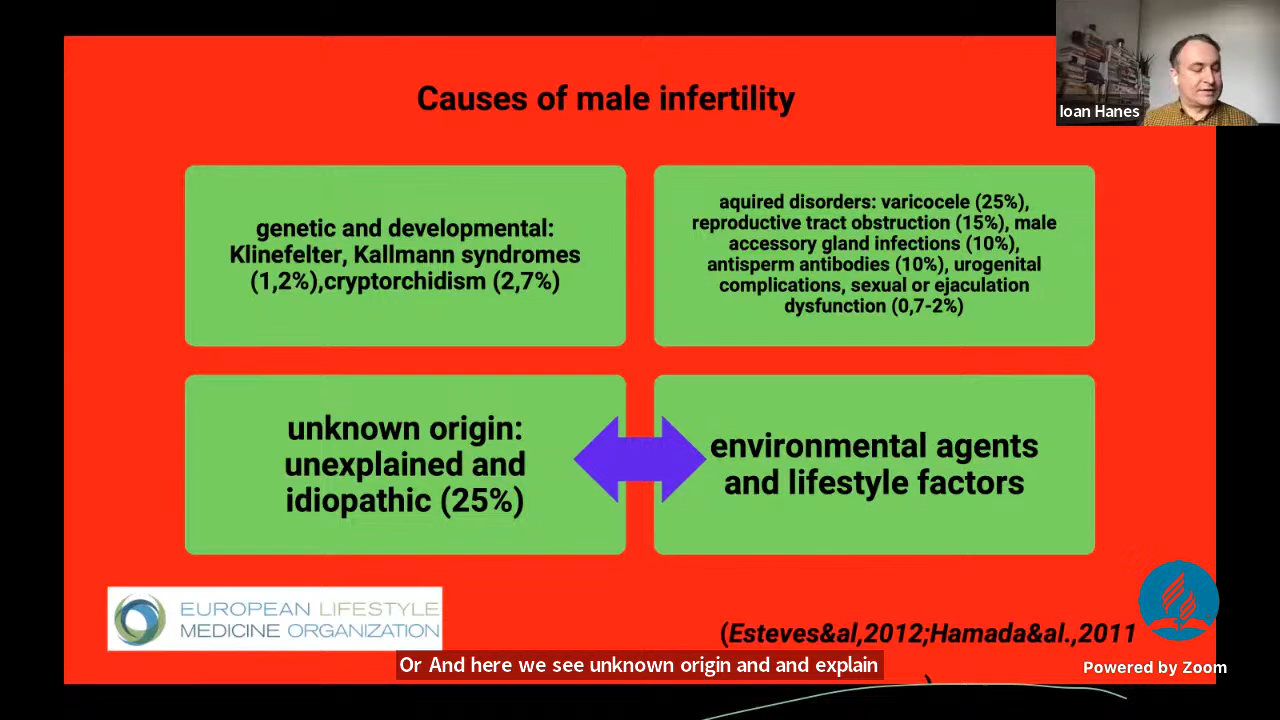 Causes of male infertility
Ioan Hanes
genetic and developmental:
Klinefelter, Kallmann syndromes
(1,2%),cryptorchidism (2,7%)
aquired disorders: varicocele (25%),
reproductive tract obstruction (15%), male
accessory gland infections (10%),
antisperm antibodies (10%), urogenital
complications, sexual or ejaculation
dysfunction (0,7-2%)
unknown origin:
unexplained and
idiopathic (25%)
environmental agents
and lifestyle factors
EUROPEAN LIFESTYLE
MEDICINE ORGANIZATION
(Esteves&al,2012;Hamada&al.,2011
Or And here we see unknown origin and and explain
Powered by Zoom